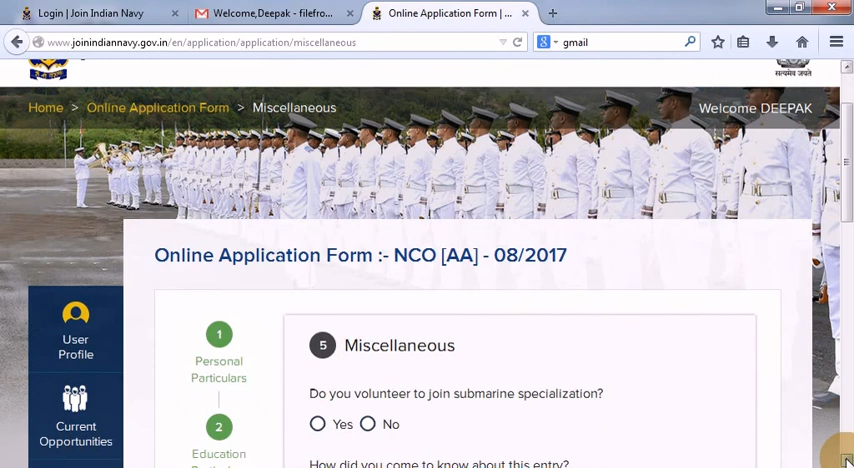 Login | Join Indian Navy
Welcome,Deepak - filefro...
Online Application Form | ...
www.joinindiannavy.gov.in/en/application/application/miscellaneous
gmail
सत्यमेव जयते
Home > Online Application Form > Miscellaneous
Welcome DEEPAK
Online Application Form :- NCO [AA] - 08/2017
User
Profile
Current
Opportunities
1
Personal
Particulars
2
Education
5 Miscellaneous
Do you volunteer to join submarine specialization?
Yes No
How did you come to know about this entry?